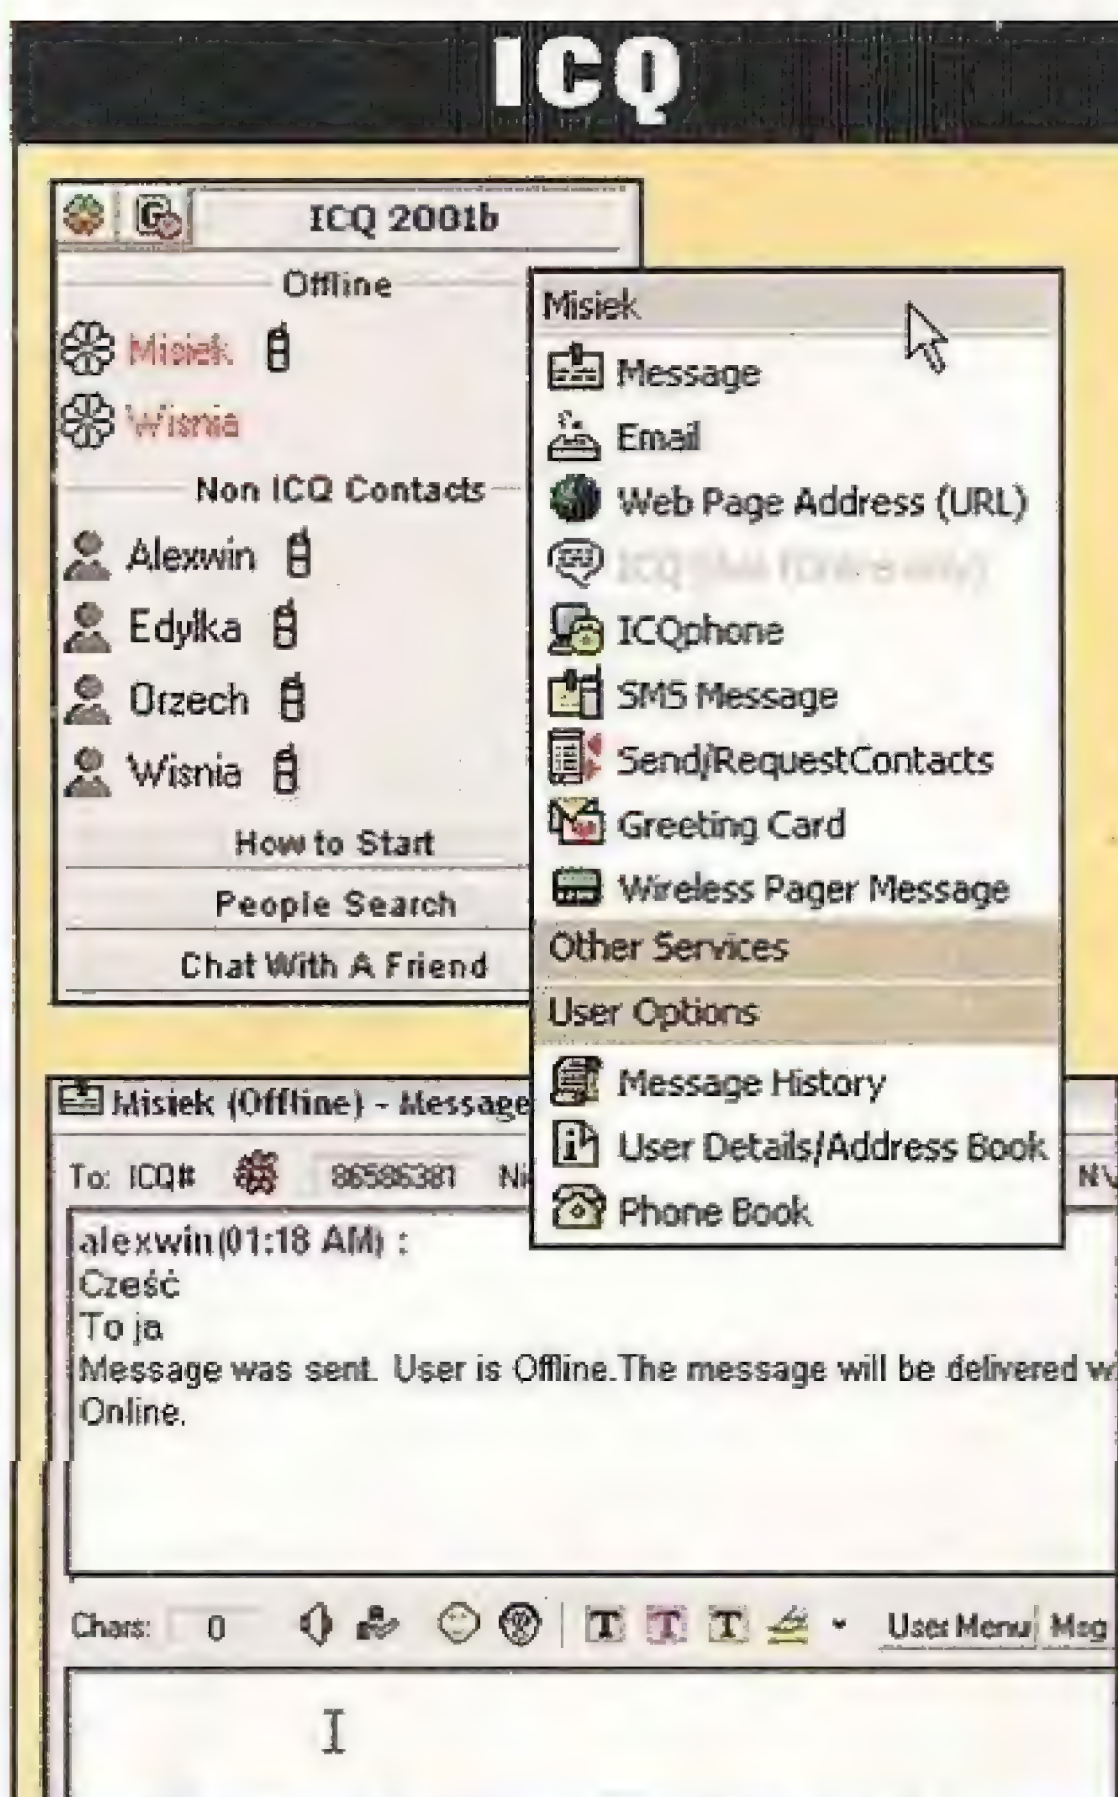 ICQ
ICQ 2001b
Offline
Misiek
Wisnia
Non ICQ Contacts
Alexwin
Edylka
Orzech
Wisnia
How to Start
People Search
Chat With A Friend
Misiek
Message
Email
Web Page Address (URL)
ICQphone
SMS Message
Send/RequestContacts
Greeting Card
Wireless Pager Message
Other Services
User Options
Message History
User Details/Address Book
Phone Book
Misiek (Offline) - Message
To: ICQ# 86586381
alexwin(01:18 AM) :
Cześć
To ja
Message was sent. User is Offline.The message will be delivered
Online.
Chars: 0 T T T User Menu Msg